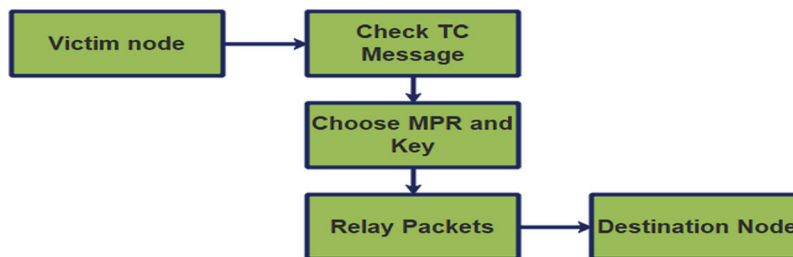 Victim node
Check TC
Message
Choose MPR and
Key
Relay Packets
Destination Node